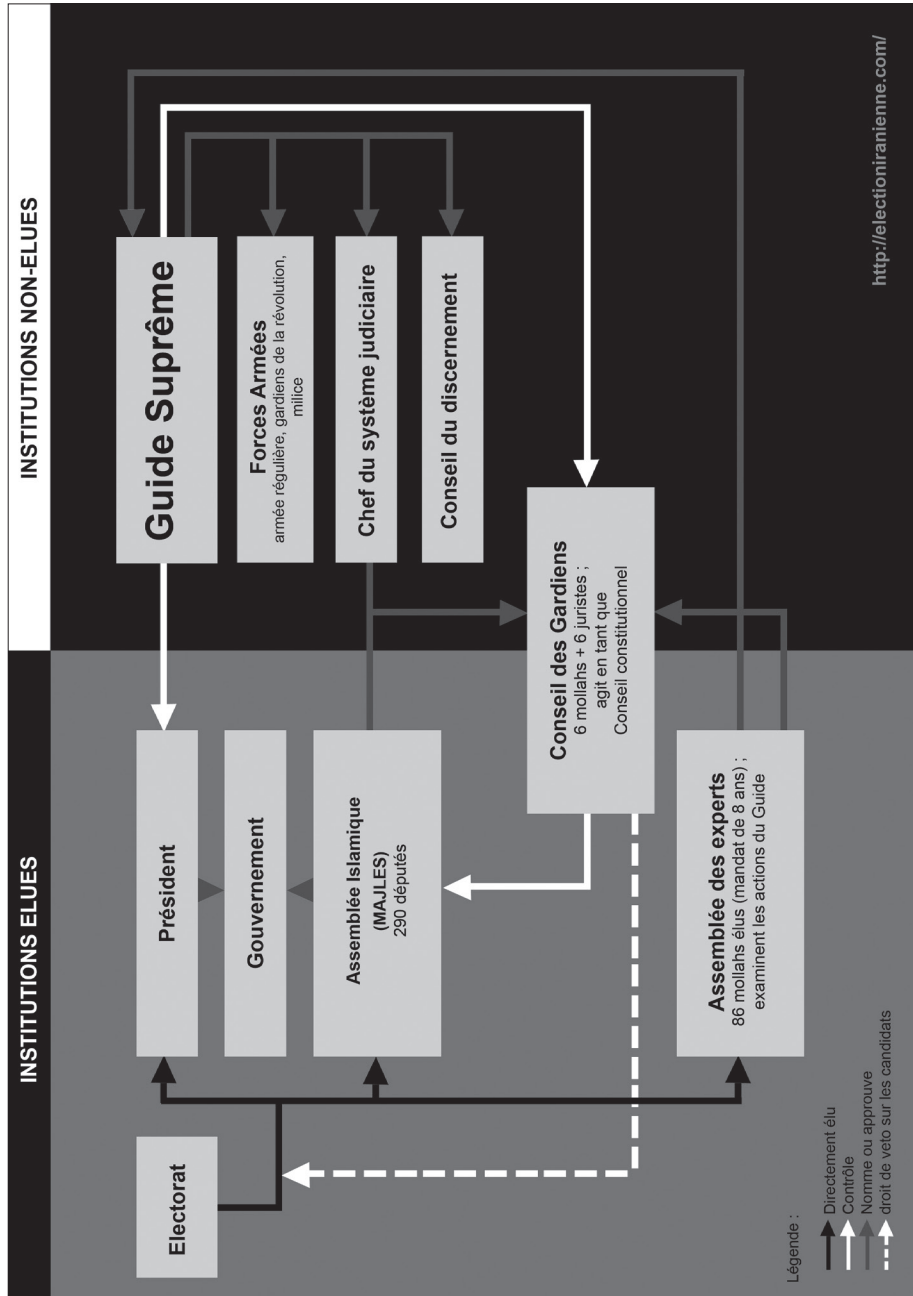 INSTITUTIONS ELUES
INSTITUTIONS NON-ELUES
Electorat
Président
Gouvernement
Assemblée Islamique
(MAJLES)
290 députés
Guide Suprême
Forces Armées
armée régulière, gardiens de la révolution,
milice
Chef du système judiciaire
Conseil du discernement
Conseil des Gardiens
6 mollahs + 6 juristes ;
agit en tant que
Conseil constitutionnel
Assemblée des experts
86 mollahs élus (mandat de 8 ans) ;
examinent les actions du Guide
Légende :
Directement élu
Contrôle
Nomme ou approuve
droit de veto sur les candidats
http://electioniranienne.com/